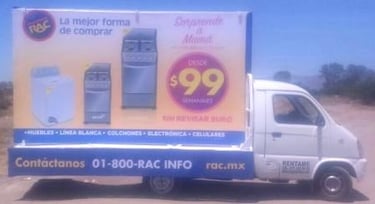 RAC
La mejor forma
de comprar
Sorprende
a
Mamá
DESDE
$99
SEMANALES
SIN REVISAR BURÓ
• MUEBLES • LÍNEA BLANCA • COLCHONES • ELECTRÓNICA • CELULARES
Contáctanos 01-800-RAC INFO rac.mx
RENTAME